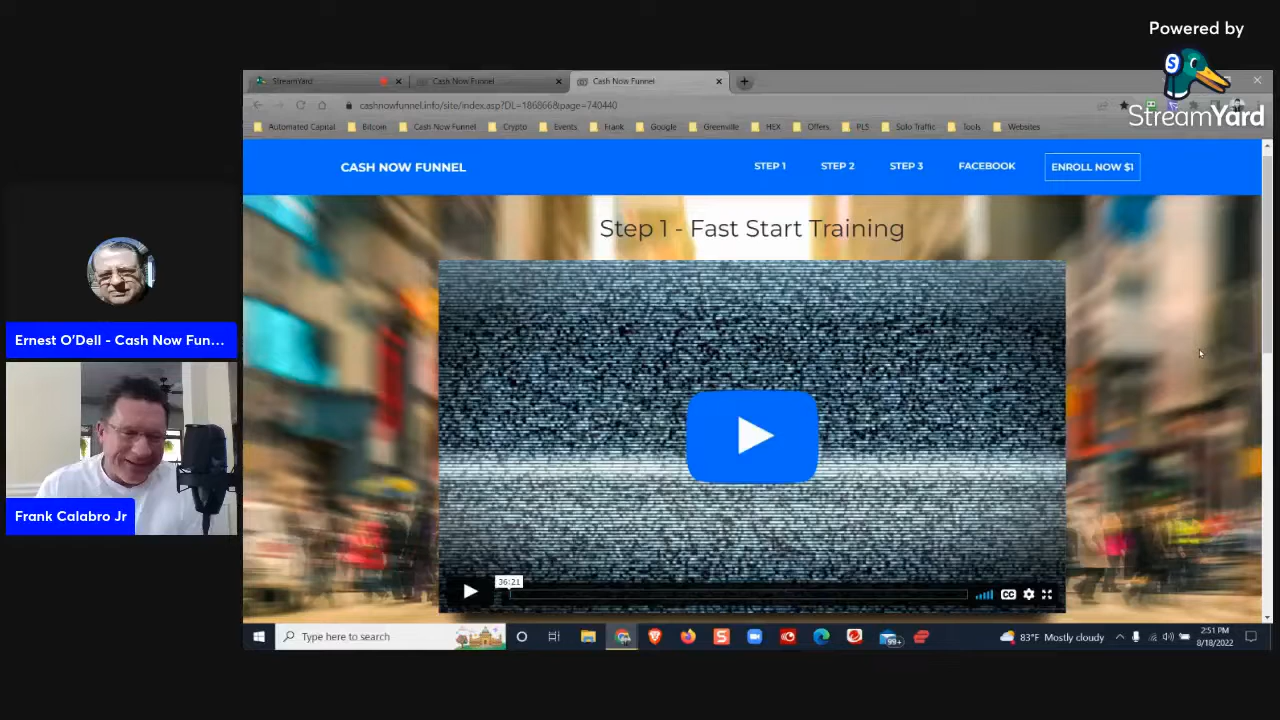 Powered by
StreamYard
StreamYard
Cash Now Funnel
Cash Now Funnel
cashnowfunnel.info/site/index.asp?DL=186866&page=740440
Automated Capital Bitcoin Cash Now Funnel Crypto Events Frank Google Greenville HEX Offers PLS Solo Traffic Tools Websites
CASH NOW FUNNEL
STEP 1 STEP 2 STEP 3 FACEBOOK ENROLL NOW $1
Step 1 - Fast Start Training
Ernest O'Dell - Cash Now Fun...
Frank Calabro Jr
36:21
CC
Type here to search
99+
83°F Mostly cloudy
2:51 PM
8/18/2022